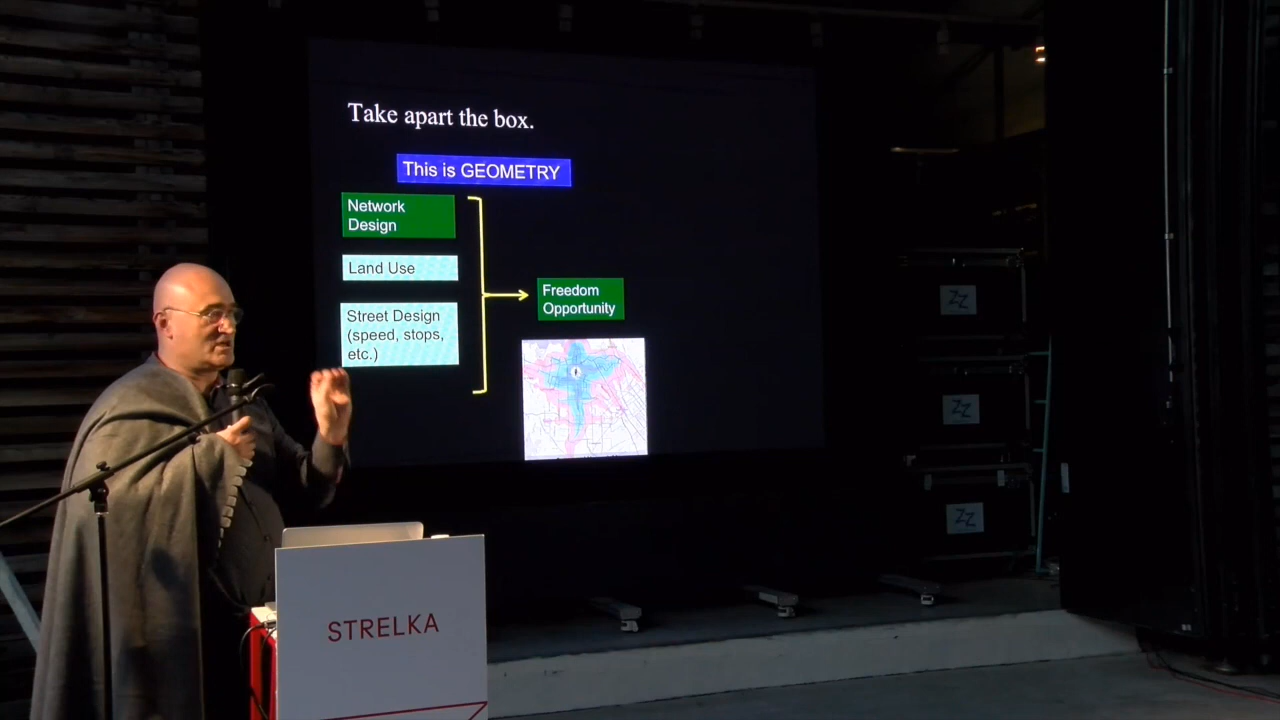 Take apart the box.
This is GEOMETRY
Network
Design
Land Use
Street Design
(speed, stops,
etc.)
Freedom
Opportunity
STRELKA
ZZ
ZZ
ZZ